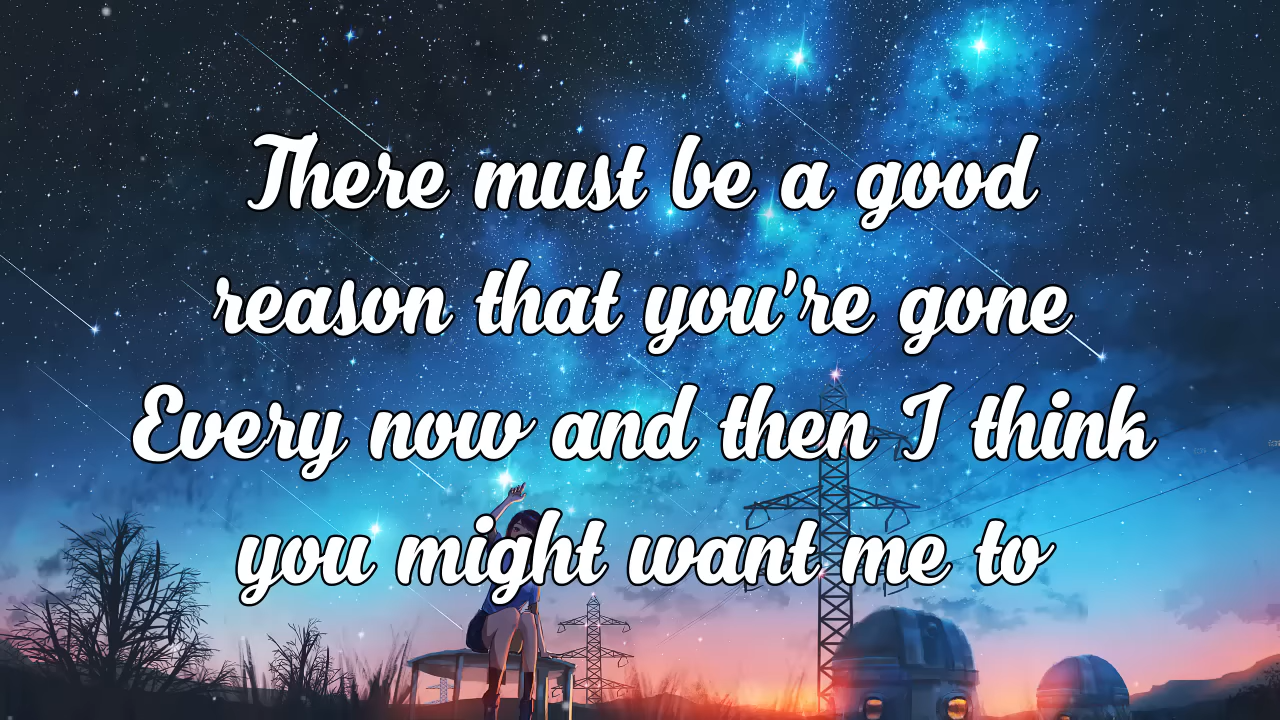 There must be a good
reason that you're gone
Every now and then I think
you might want me to